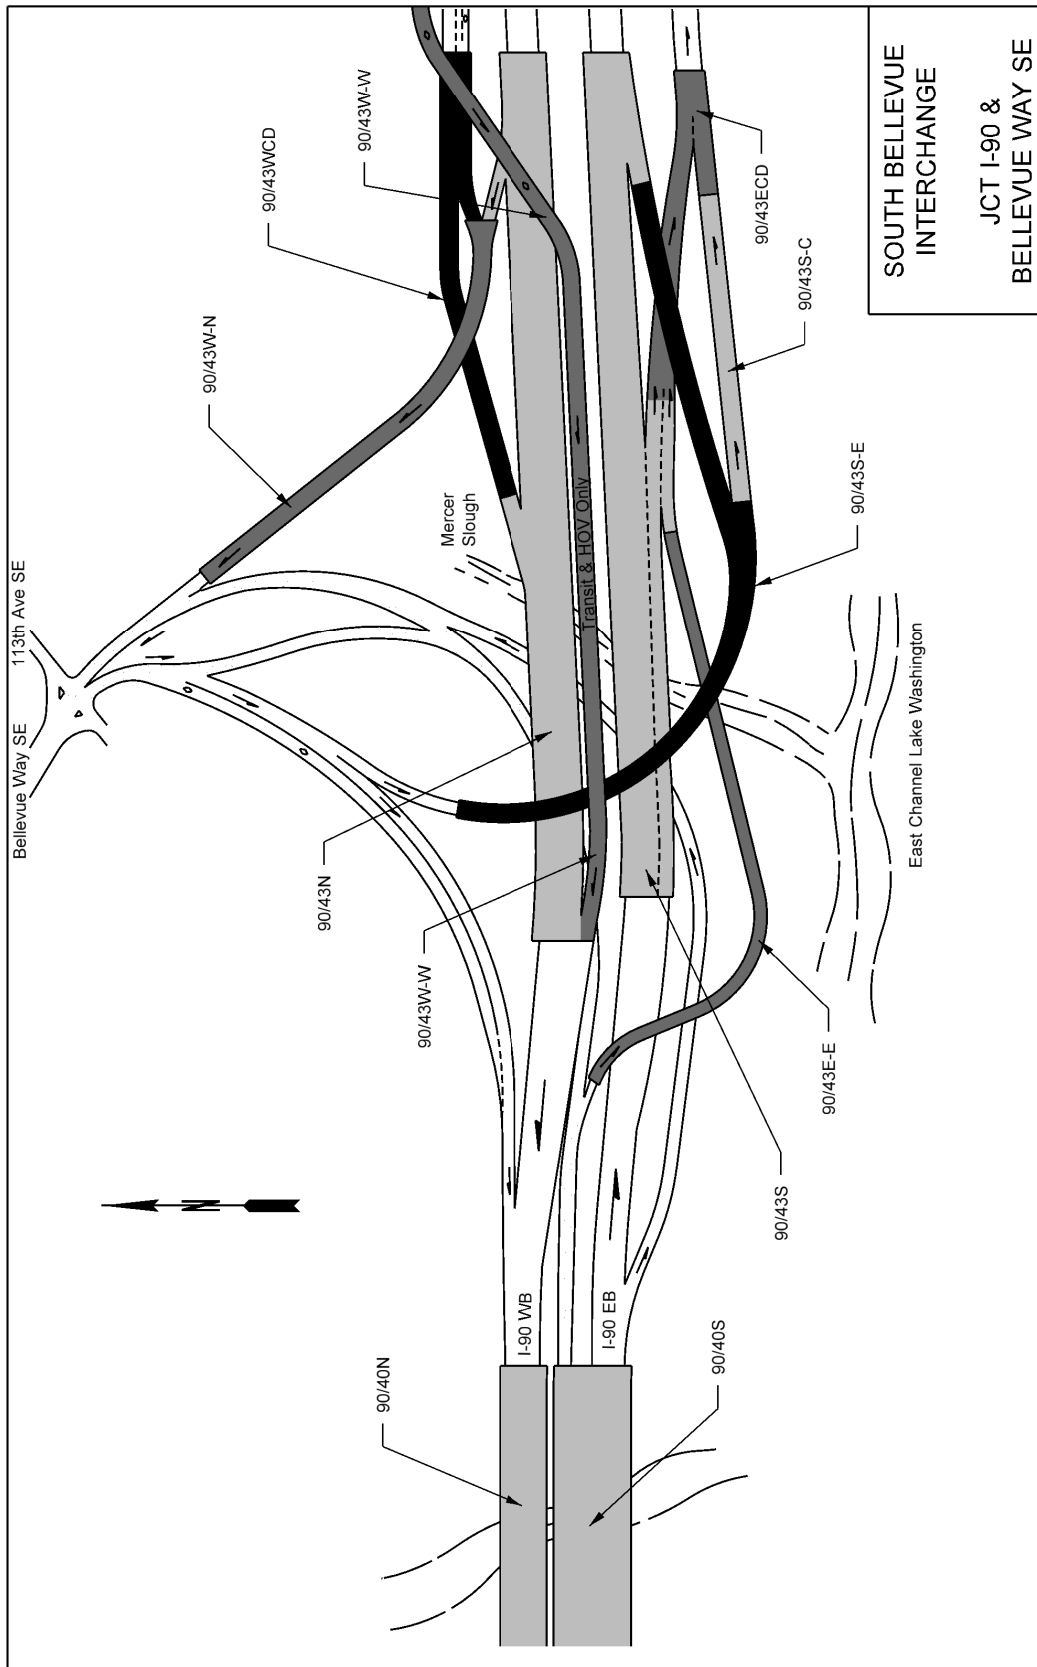 Bellevue Way SE
113th Ave SE
90/43W-N
90/43WCD
90/43W-W
Mercer
Slough
Transit & HOV Only
90/43N
90/43W-W
90/40N
I-90 WB
I-90 EB
N
90/40S
90/43S
90/43E-E
90/43S-E
90/43S-C
90/43ECD
East Channel Lake Washington
SOUTH BELLEVUE
INTERCHANGE
JCT I-90 &
BELLEVUE WAY SE